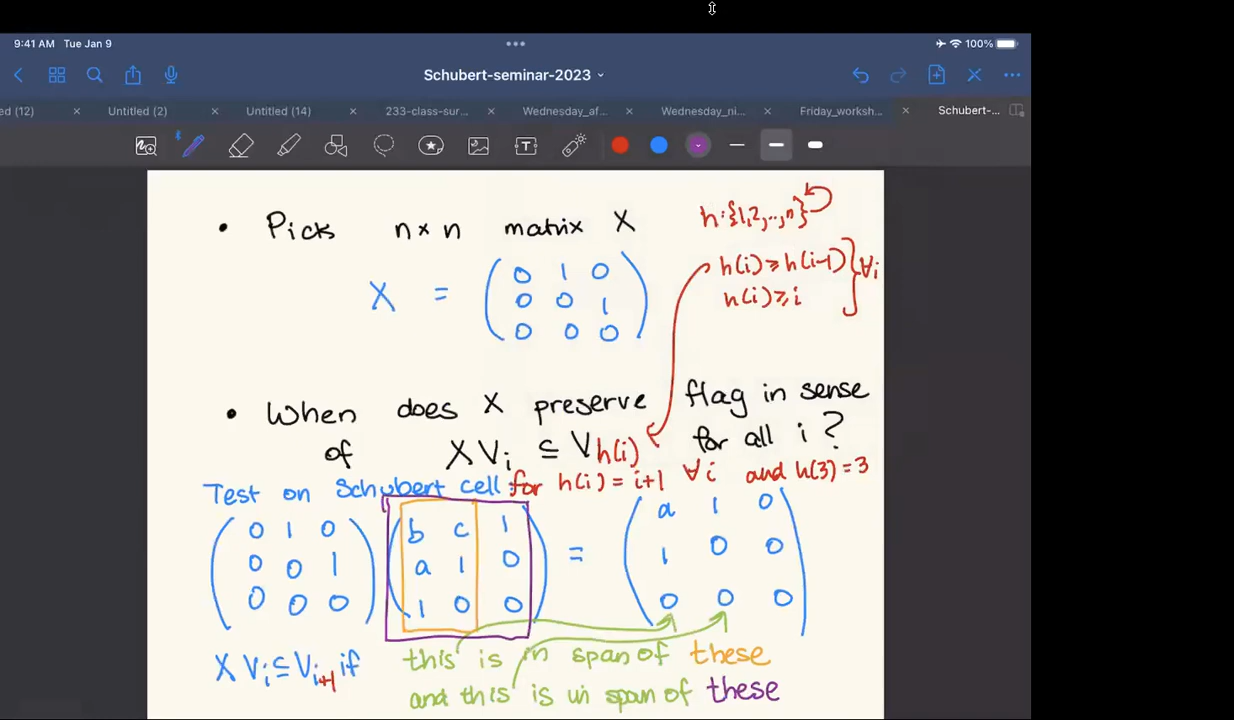 9:41 AM Tue Jan 9
100%
Schubert-seminar-2023
ed (12)
Untitled (2)
Untitled (14)
233-class-sur...
Wednesday_af...
Wednesday_ni...
Friday_worksh...
Schubert-...
• Pick n×n matrix X
h:{1,2,..,n}
h(i)≥h(i-1)
h(i)≥i
} ∀i
X = (0 1 0
0 0 1
0 0 0)
• When does X preserve flag in sense
of XVi ⊆ Vh(i) for all i?
Test on Schubert cell: for h(i)=i+1 ∀i and h(3)=3
(0 1 0 (b c 1 = (a 1 0
0 0 1 a 1 0 1 0 0
0 0 0) 1 0 0) 0 0 0)
XVi⊆Vi+1 if this is in span of these
and this is in span of these